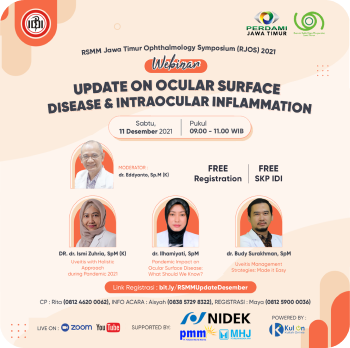 PERDAMI
JAWA TIMUR
RSMM Jawa Timur Ophthalmology Symposium (RJOS) 2021
Webinar
UPDATE ON OCULAR SURFACE
DISEASE & INTRAOCULAR INFLAMMATION
Sabtu,
11 Desember 2021
Pukul
09.00 - 11.00 WIB
MODERATOR :
dr. Eddyanto, Sp.M (K)
FREE
Registration
FREE
SKP IDI
DR. dr. Ismi Zuhria, SpM (K)
Uveitis with Holistic
Approach
during Pandemic 2021
dr. Ilhamiyati, SpM
Pandemic Impact on
Ocular Surface Disease:
What Should We Know?
dr. Budy Surakhman, SpM
Uveitis Management
Strategies: Made it Easy
Link Registrasi : bit.ly/RSMMUpdateDesember
CP : Rita (0812 4620 0062), INFO ACARA : Aisyah (0838 5729 8322), REGISTRASI : Maya (0812 5900 0036)
LIVE ON :
zoom
YouTube
SUPPORTED BY:
NIDEK
pmm
MHJ
POWERED BY :